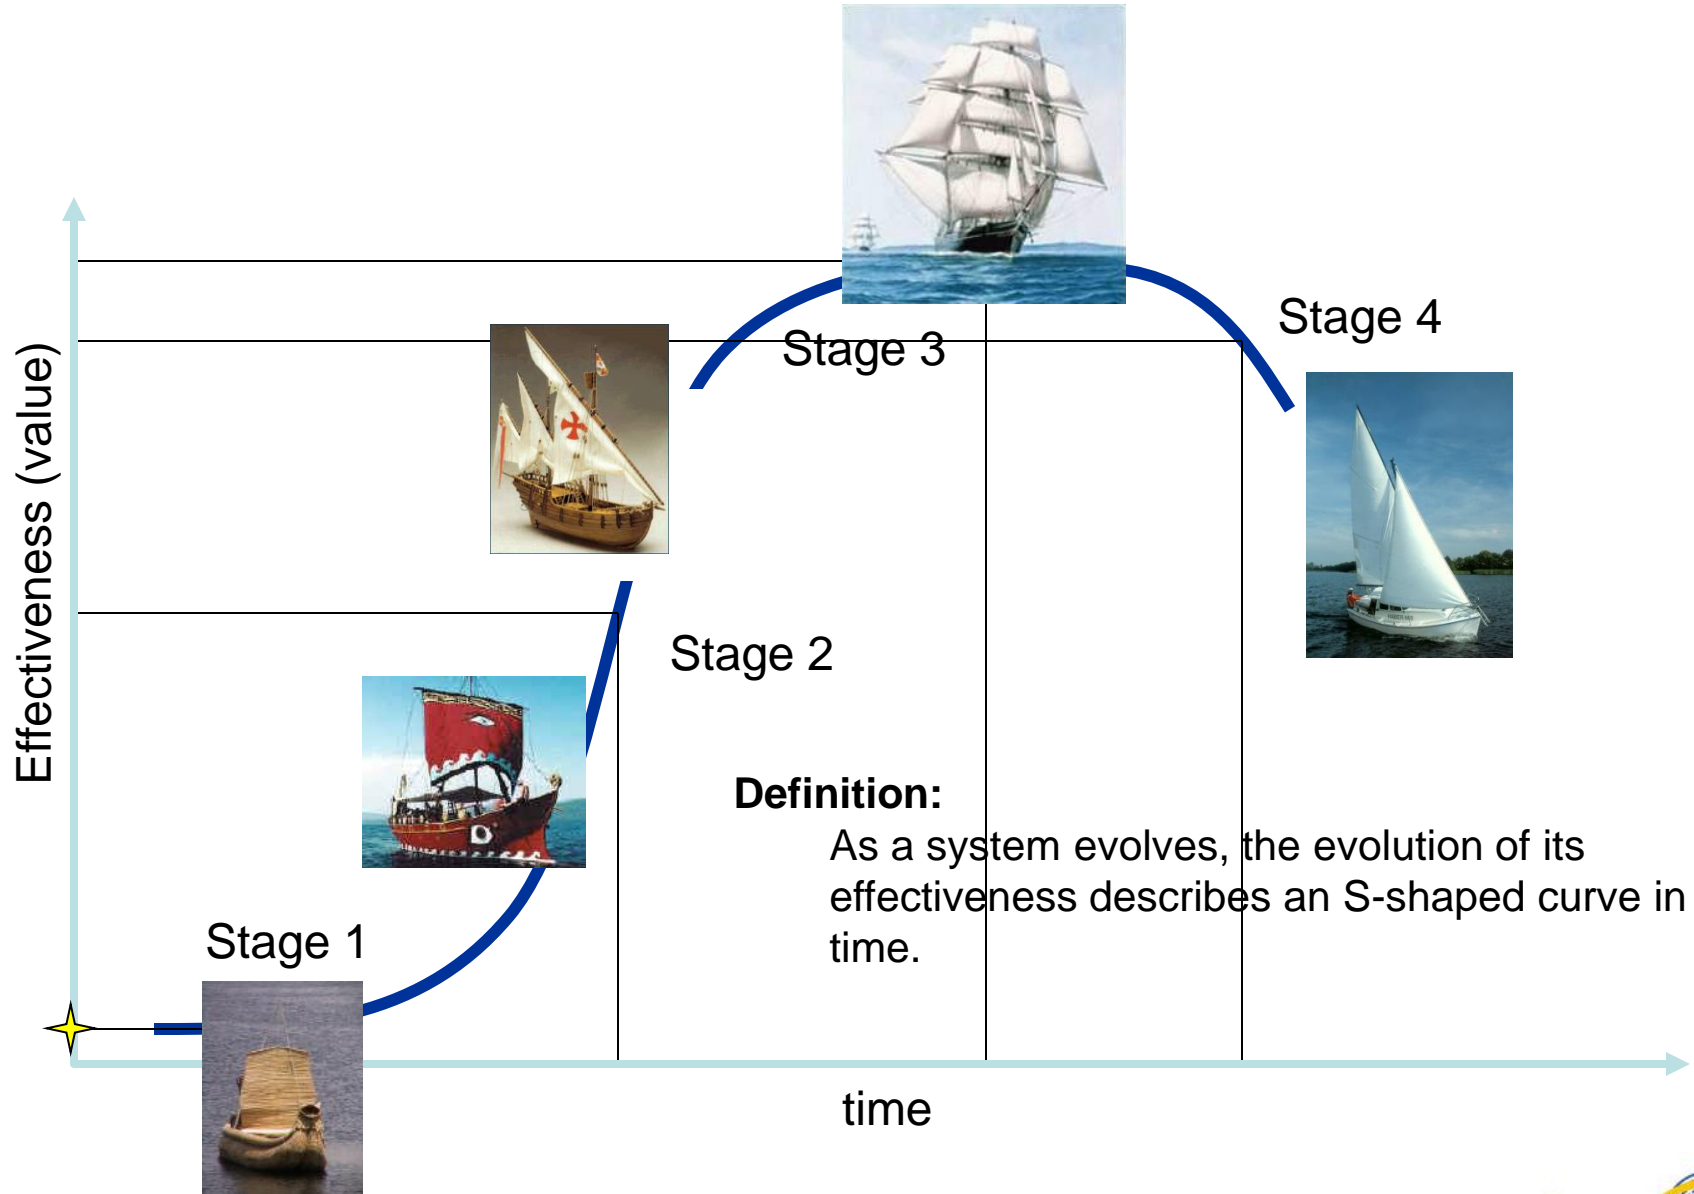 Stage 4
Stage 3
Effectiveness (value)
Stage 2
Definition:
As a system evolves, the evolution of its
effectiveness describes an S-shaped curve in
time.
Stage 1
time